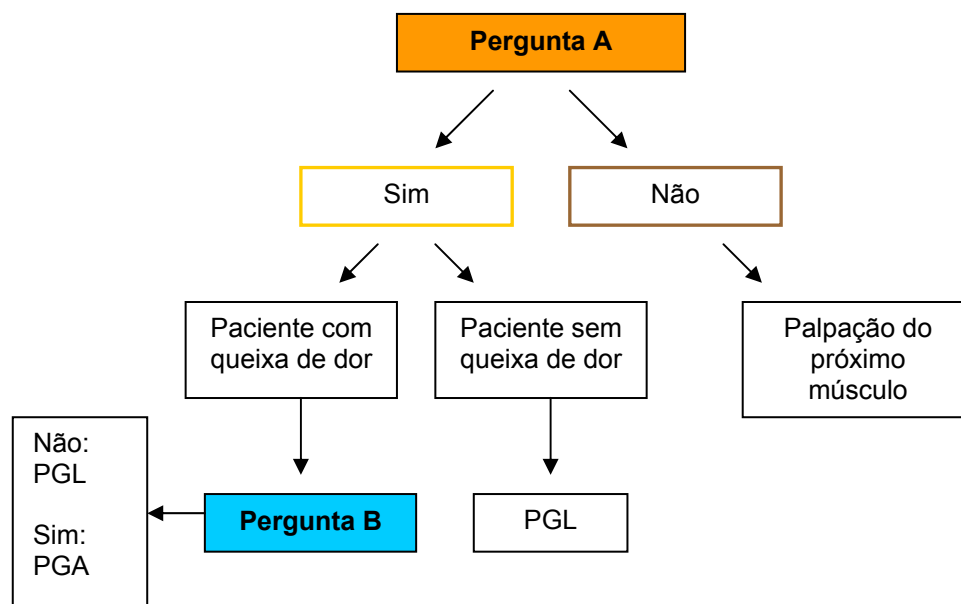 Pergunta A
Sim
Não
Paciente com
queixa de dor
Paciente sem
queixa de dor
Palpação do
próximo
músculo
Não:
PGL
Sim:
PGA
Pergunta B
PGL